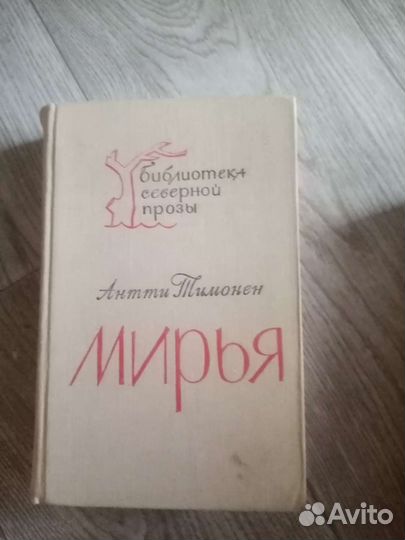 библиотека
северной
прозы
Антти Тимонен
МИРЬЯ
Avito